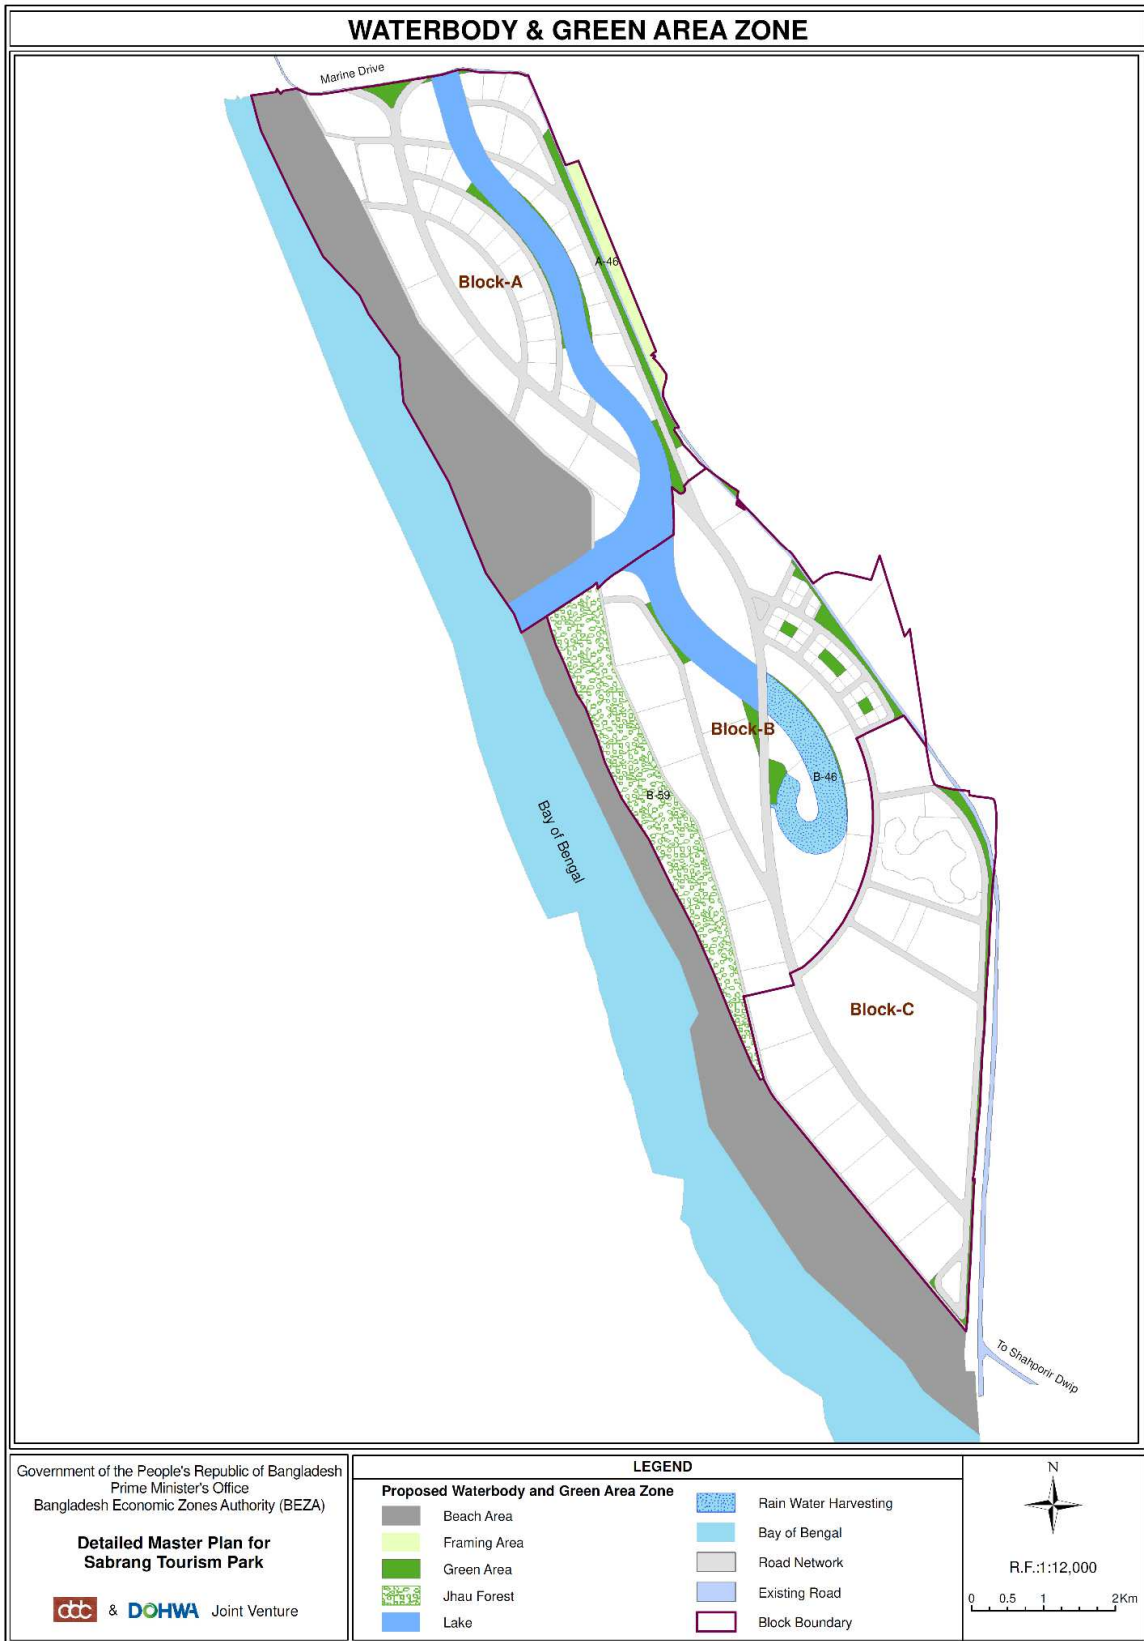 WATERBODY & GREEN AREA ZONE
Marine Drive
A-46
Block-A
Block-B
B-46
B-59
Bay of Bengal
Block-C
To Shahporir Dwip
Government of the People's Republic of Bangladesh
Prime Minister's Office
Bangladesh Economic Zones Authority (BEZA)
Detailed Master Plan for
Sabrang Tourism Park
& DOHWA Joint Venture
LEGEND
Proposed Waterbody and Green Area Zone
Beach Area
Framing Area
Green Area
Jhau Forest
Lake
Rain Water Harvesting
Bay of Bengal
Road Network
Existing Road
Block Boundary
N
R.F.:1:12,000
0 0.5 1 2Km